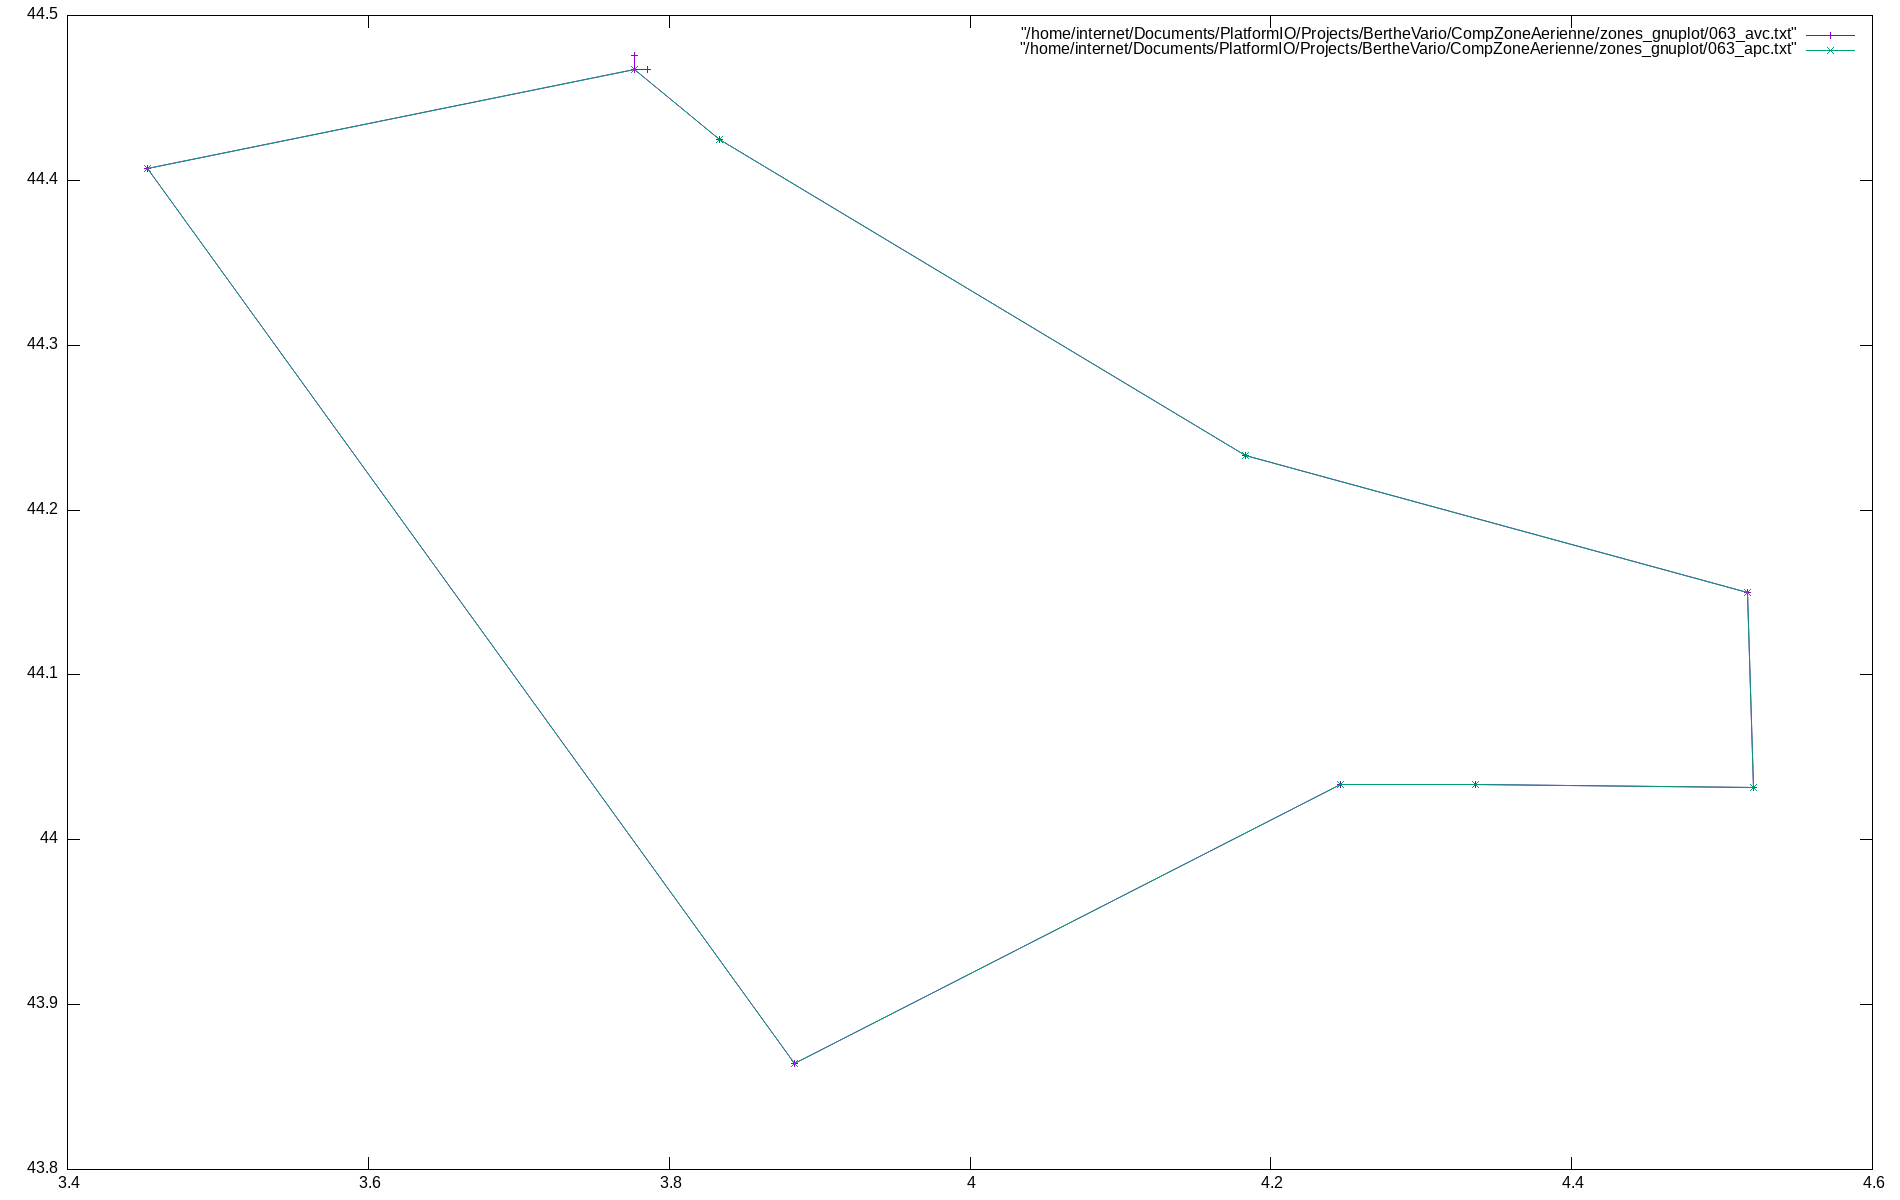 "/home/internet/Documents/PlatformIO/Projects/BertheVario/CompZoneAerienne/zones_gnuplot/063_avc.txt"
"/home/internet/Documents/PlatformIO/Projects/BertheVario/CompZoneAerienne/zones_gnuplot/063_apc.txt"
44.5
44.4
44.3
44.2
44.1
44
43.9
43.8
3.4 3.6 3.8 4 4.2 4.4 4.6